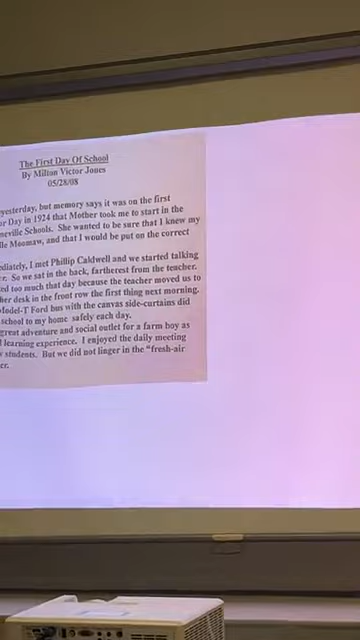 The First Day Of School
By Milton Victor Jones
05/28/08
yesterday, but memory says it was on the first
Day in 1924 that Mother took me to start in the
Schools. She wanted to be sure that I knew my
Moomaw, and that I would be put on the correct
I met Phillip Caldwell and we started talking
So we sat in the back, farthest from the teacher.
too much that day because the teacher moved us to
her desk in the front row the first thing next morning.
Model-T Ford bus with the canvas side-curtains did
school to my home safely each day.
great adventure and social outlet for a farm boy as
learning experience. I enjoyed the daily meeting
students. But we did not linger in the "fresh-air